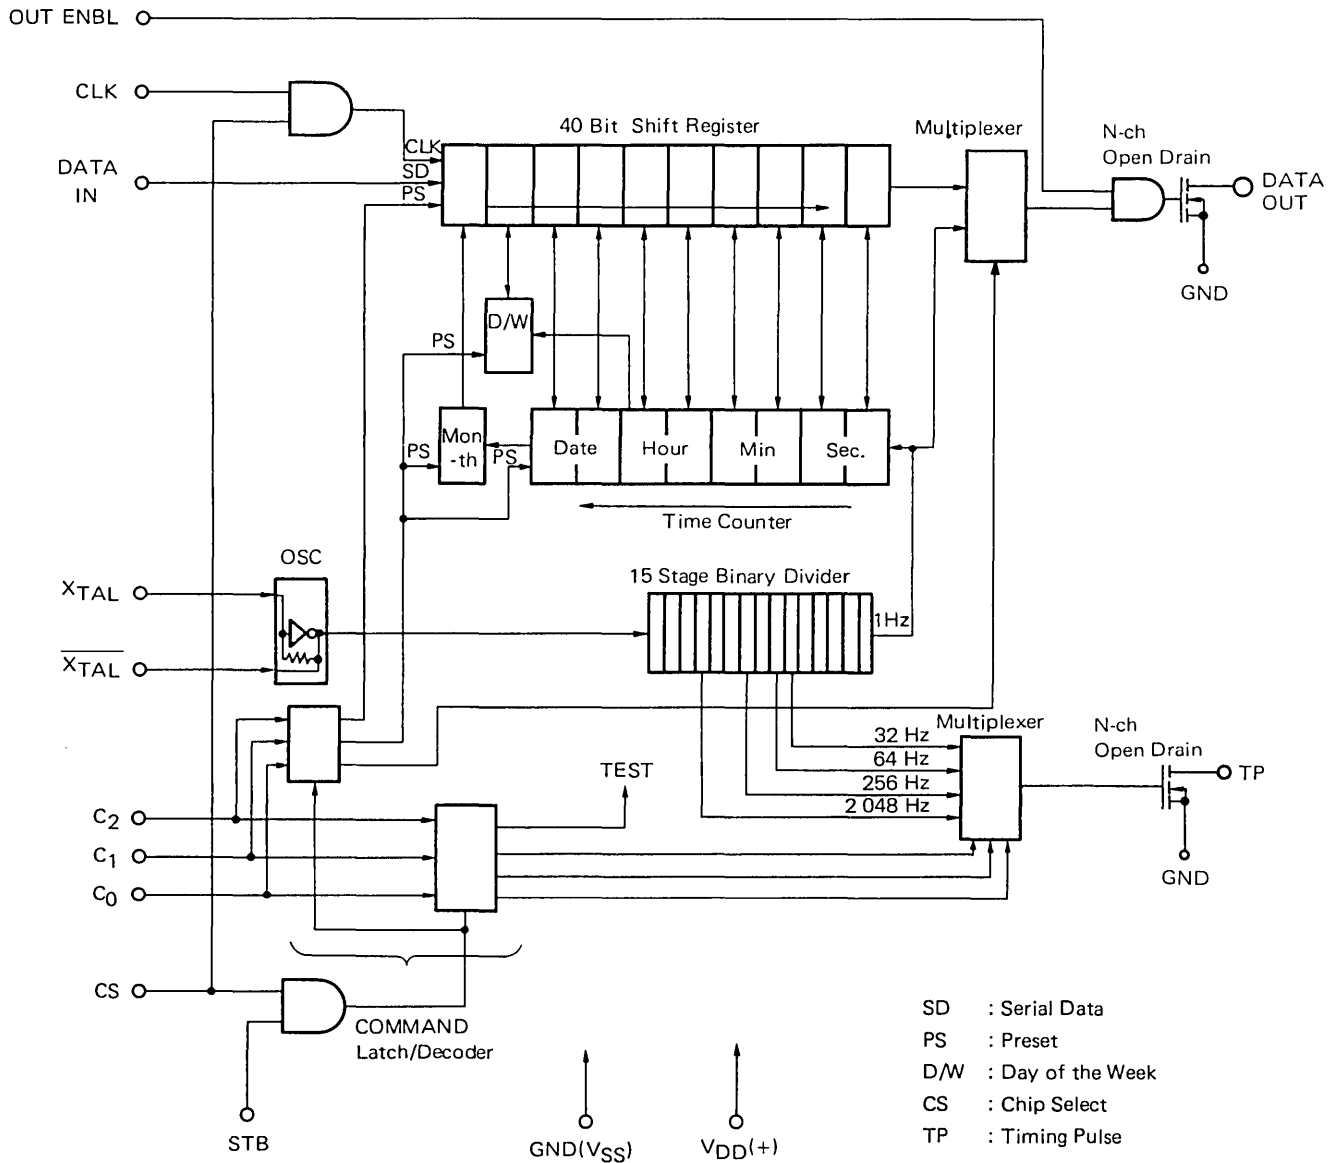 OUT ENBL
CLK
DATA
IN
40 Bit Shift Register
CLK
SD
PS
Multiplexer
N-ch
Open Drain
DATA
OUT
GND
D/W
PS
Mon
-th
PS
PS
Date
Hour
Min
Sec.
Time Counter
OSC
XTAL
XTAL
15 Stage Binary Divider
1Hz
Multiplexer
32 Hz
64 Hz
256 Hz
2 048 Hz
N-ch
Open Drain
TP
GND
TEST
C2
C1
C0
CS
COMMAND
Latch/Decoder
STB
GND(VSS)
VDD(+)
SD : Serial Data
PS : Preset
D/W : Day of the Week
CS : Chip Select
TP : Timing Pulse